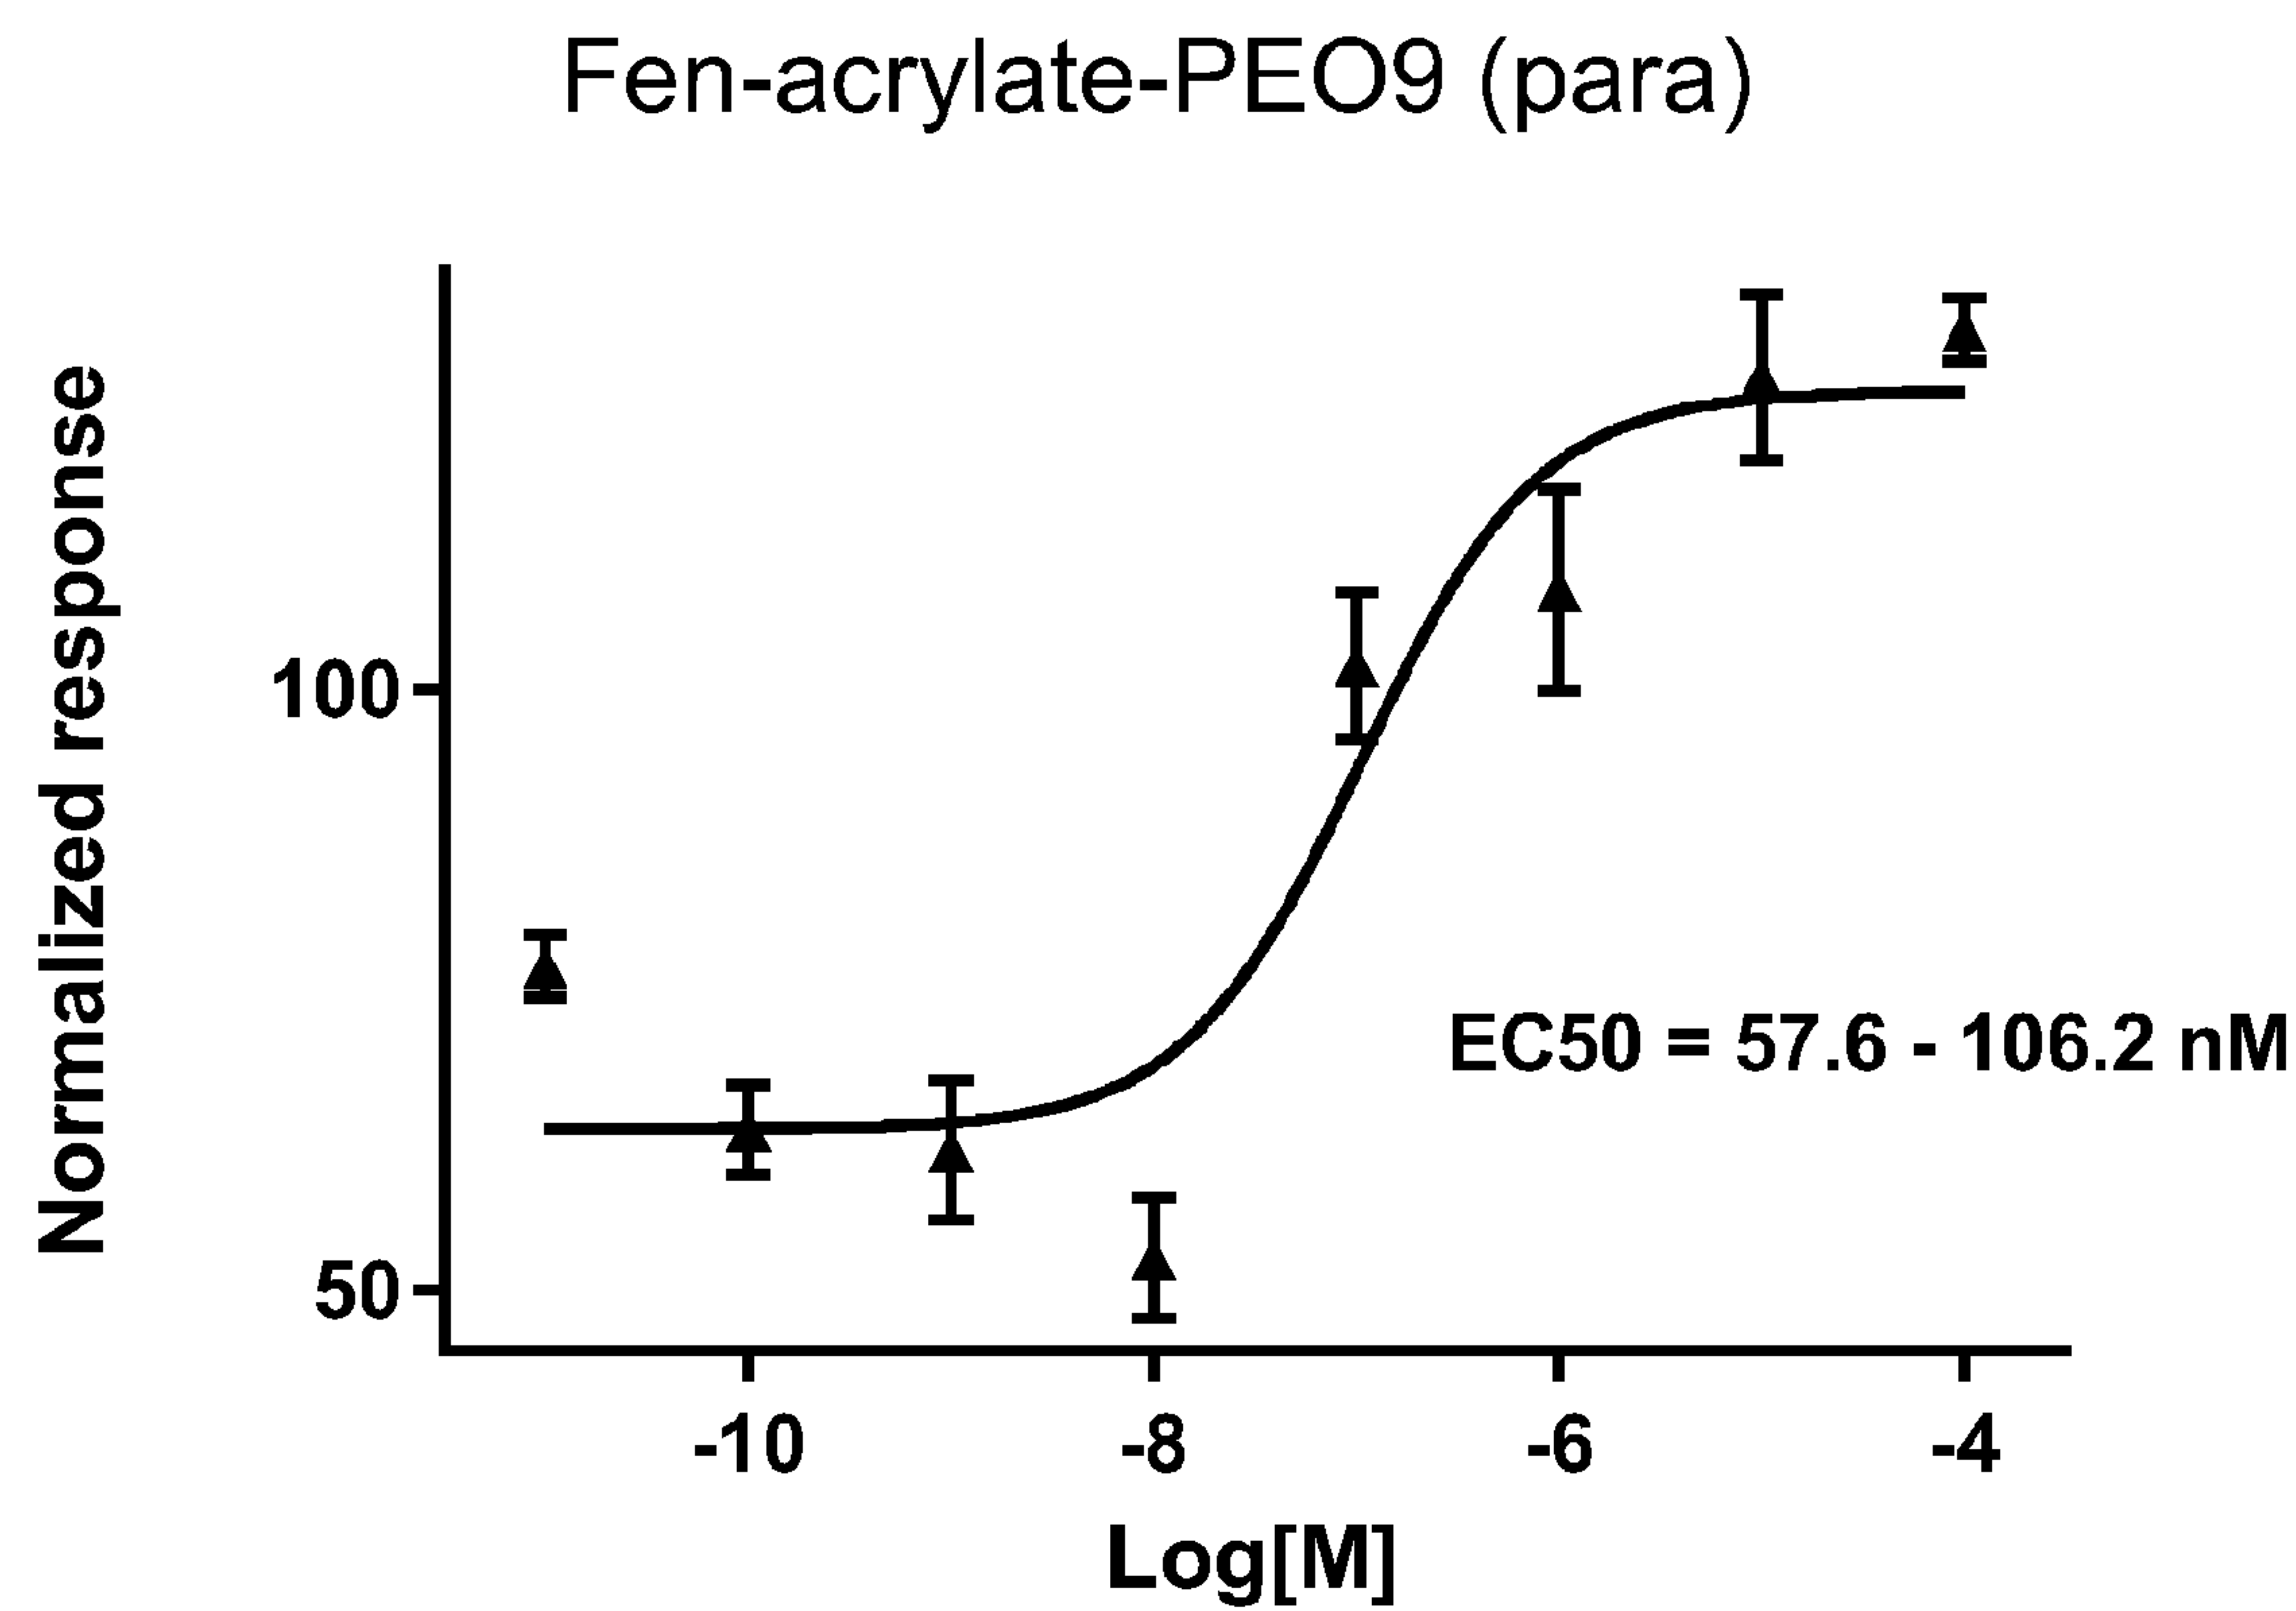 Fen-acrylate-PEO9 (para)
Normalized response
100
50
EC50 = 57.6 - 106.2 nM
-10
-8
-6
-4
Log[M]